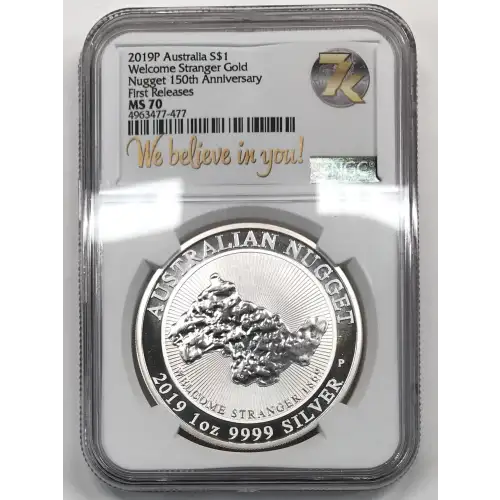 2019P Australia S$1
Welcome Stranger Gold
Nugget 150th Anniversary
First Releases
MS 70
4963477-477
7k
We believe in you!
NGC®
AUSTRALIAN NUGGET
P
WELCOME STRANGER 1869
2019 1oz 9999 SILVER